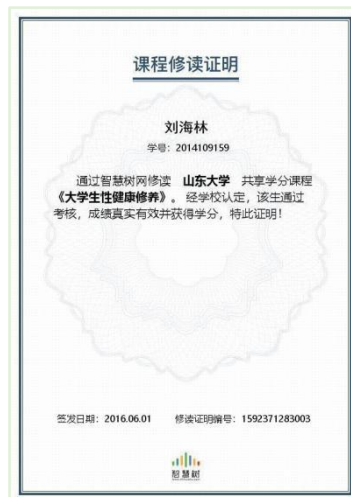 课程修读证明
刘海林
学号：2014109159
通过智慧树网修读 山东大学 共享学分课程
《大学生性健康修养》。经学校认定，该生通过
考核，成绩真实有效并获得学分，特此证明！
签发日期：2016.06.01 修读证明编号：1592371283003
智慧树